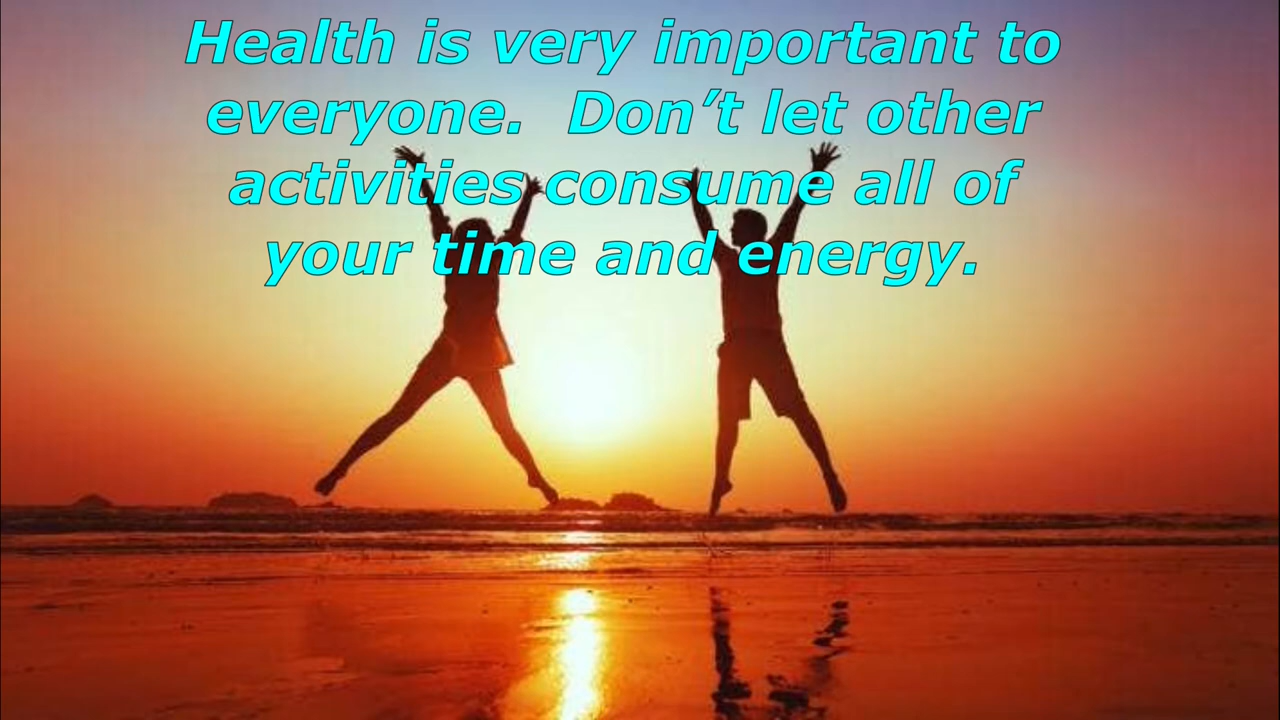 Health is very important to
everyone.  Don’t let other
activities consume all of
your time and energy.